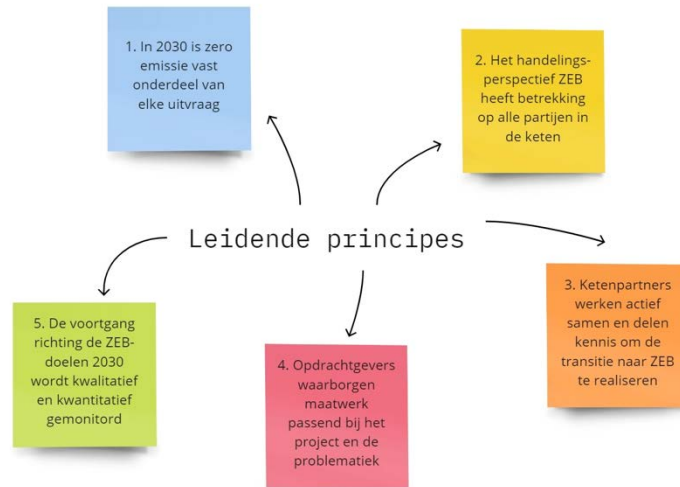 1. In 2030 is zero
emissie vast
onderdeel van
elke uitvraag
2. Het handelings-
perspectief ZEB
heeft betrekking
op alle partijen in
de keten
Leidende principes
3. Ketenpartners
werken actief
samen en delen
kennis om de
transitie naar ZEB
te realiseren
4. Opdrachtgevers
waarborgen
maatwerk
passend bij het
project en de
problematiek
5. De voortgang
richting de ZEB-
doelen 2030
wordt kwalitatief
en kwantitatief
gemonitord